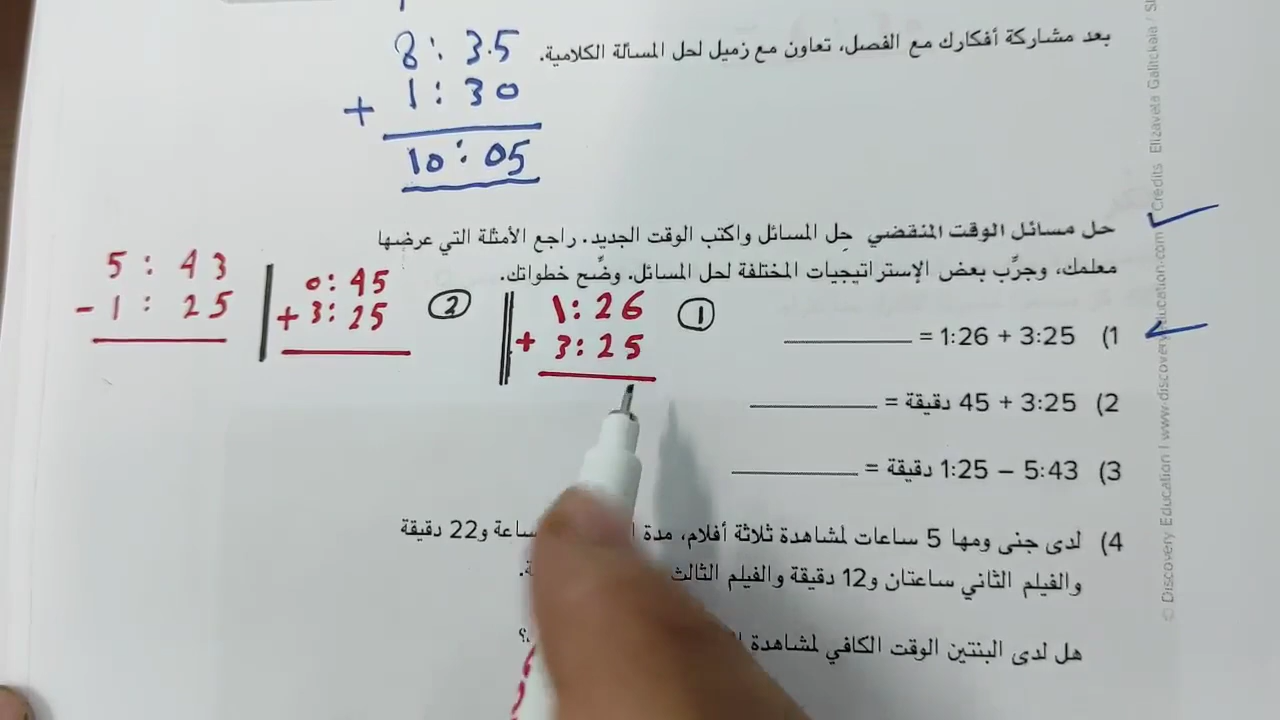 8:35
+ 1:30
10:05
بعد مشاركة أفكارك مع الفصل، تعاون مع زميل لحل المسألة الكلامية.
حل مسائل الوقت المنقضي حِل المسائل واكتب الوقت الجديد. راجع الأمثلة التي عرضها
معلمك، وجرِّب بعض الإستراتيجيات المختلفة لحل المسائل. وضِّح خطواتك.
①
1:26
+ 3:25
②
0:45
+ 3:25
5:43
- 1:25
1) 3:25 + 1:26 = ________
2) 3:25 + 45 دقيقة = ________
3) 5:43 – 1:25 دقيقة = ________
4) لدى جنى ومها 5 ساعات لمشاهدة ثلاثة أفلام، مدة ساعة و22 دقيقة
والفيلم الثاني ساعتان و12 دقيقة والفيلم الثالث
هل لدى البنتين الوقت الكافي لمشاهدة
© Discovery Education | www.discoveryeducation.com Credits Elizaveta Galitckaia /